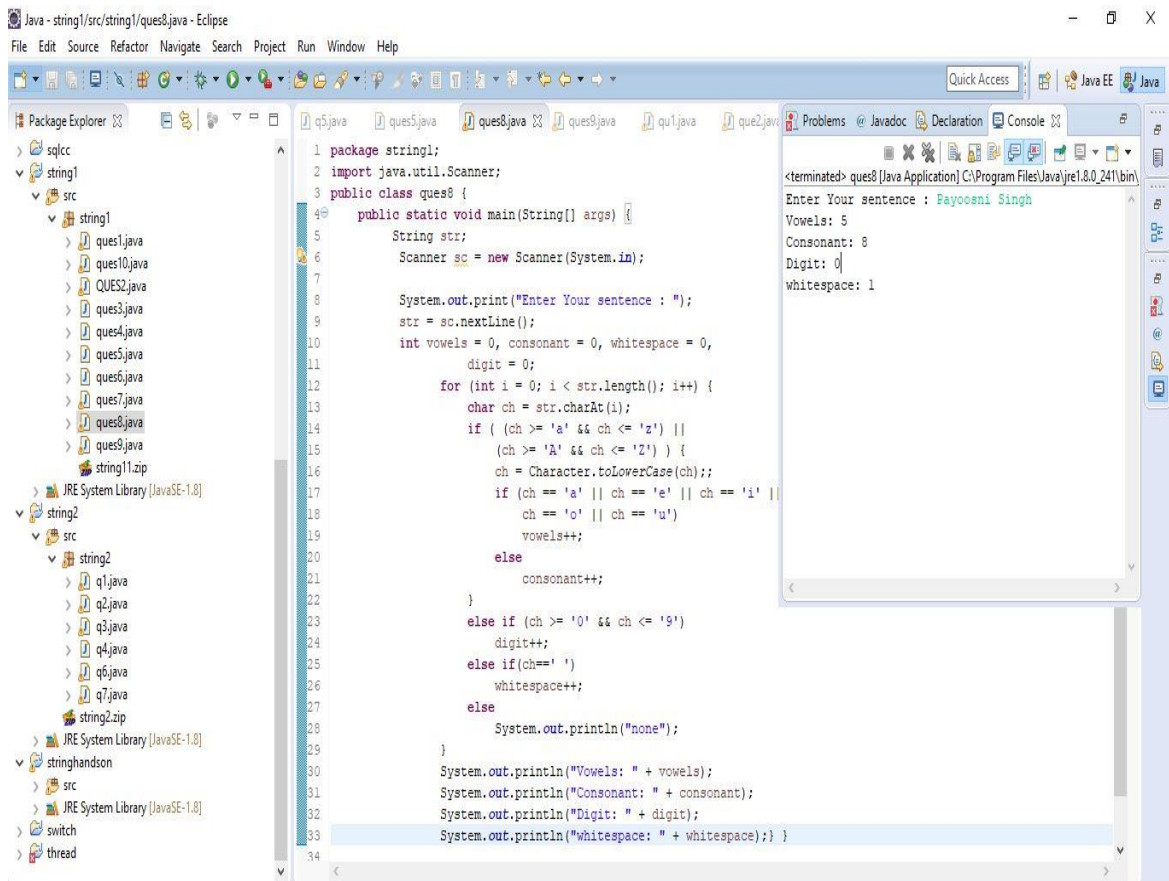 Java - string1/src/string1/ques8.java - Eclipse
File Edit Source Refactor Navigate Search Project Run Window Help
Quick Access Java EE Java
Package Explorer
sqlcc
string1
src
string1
ques1.java
ques10.java
QUES2.java
ques3.java
ques4.java
ques5.java
ques6.java
ques7.java
ques8.java
ques9.java
string11.zip
JRE System Library [JavaSE-1.8]
string2
src
string2
q1.java
q2.java
q3.java
q4.java
q6.java
q7.java
string2.zip
JRE System Library [JavaSE-1.8]
stringhandson
src
JRE System Library [JavaSE-1.8]
switch
thread
q5.java ques5.java ques8.java ques9.java qu1.java que2.java
1 package string1;
2 import java.util.Scanner;
3 public class ques8 {
4 public static void main(String[] args) {
5 String str;
6 Scanner sc = new Scanner(System.in);
7
8 System.out.print("Enter Your sentence : ");
9 str = sc.nextLine();
10 int vowels = 0, consonant = 0, whitespace = 0,
11 digit = 0;
12 for (int i = 0; i < str.length(); i++) {
13 char ch = str.charAt(i);
14 if ( (ch >= 'a' && ch <= 'z') ||
15 (ch >= 'A' && ch <= 'Z') ) {
16 ch = Character.toLowerCase(ch);;
17 if (ch == 'a' || ch == 'e' || ch == 'i' ||
18 ch == 'o' || ch == 'u')
19 vowels++;
20 else
21 consonant++;
22 }
23 else if (ch >= '0' && ch <= '9')
24 digit++;
25 else if(ch==' ')
26 whitespace++;
27 else
28 System.out.println("none");
29 }
30 System.out.println("Vowels: " + vowels);
31 System.out.println("Consonant: " + consonant);
32 System.out.println("Digit: " + digit);
33 System.out.println("whitespace: " + whitespace);} }
34
Problems @ Javadoc Declaration Console
<terminated> ques8 [Java Application] C:\Program Files\Java\jre1.8.0_241\bin\
Enter Your sentence : Payoosni Singh
Vowels: 5
Consonant: 8
Digit: 0
whitespace: 1